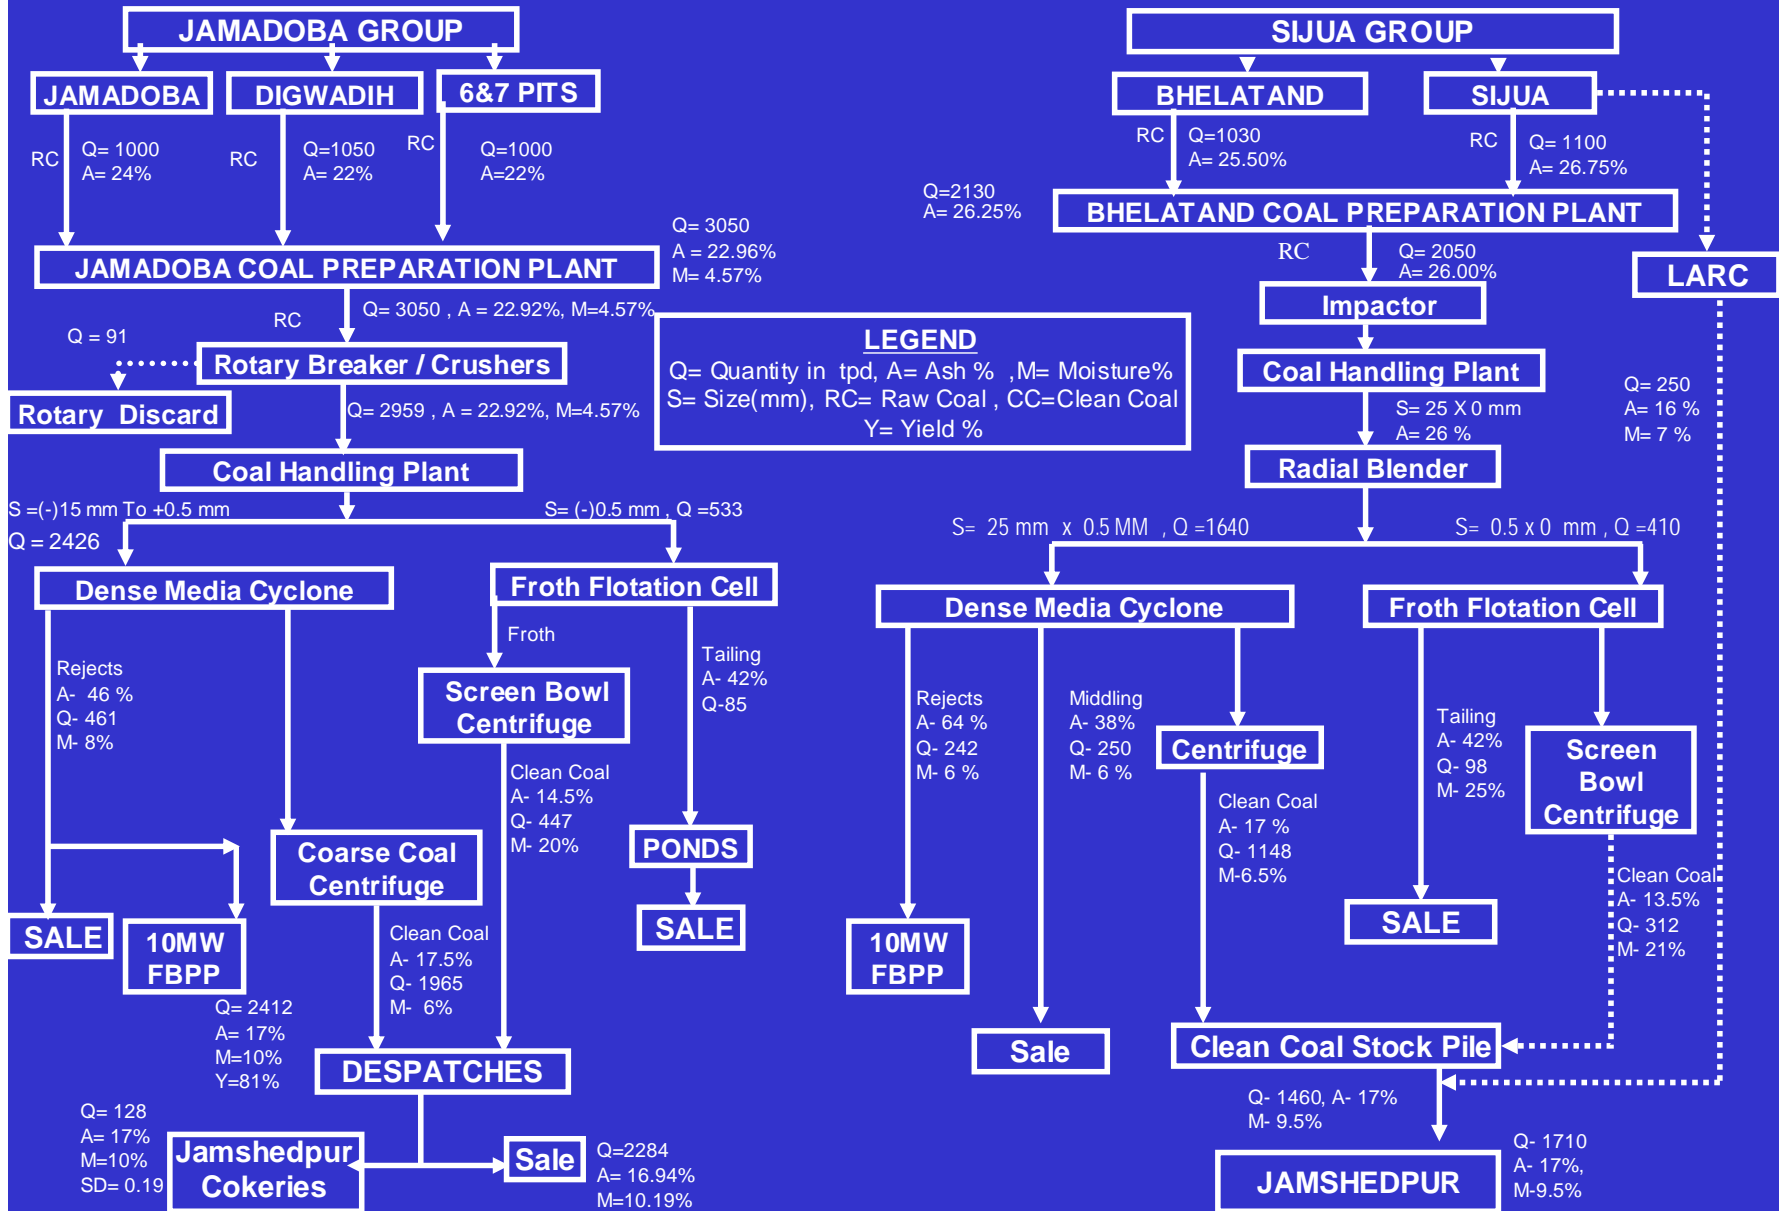 JAMADOBA GROUP
JAMADOBA
DIGWADIH
6&7 PITS
RC
Q= 1000
A= 24%
RC
Q=1050
A= 22%
RC
Q=1000
A=22%
Q= 3050
A = 22.96%
M= 4.57%
JAMADOBA COAL PREPARATION PLANT
RC
Q= 3050 , A = 22.92%, M=4.57%
Q = 91
Rotary Breaker / Crushers
Rotary Discard
Q= 2959 , A = 22.92%, M=4.57%
Coal Handling Plant
S =(-)15 mm To +0.5 mm
Q = 2426
S= (-)0.5 mm , Q =533
Dense Media Cyclone
Froth Flotation Cell
Froth
Rejects
A- 46 %
Q- 461
M- 8%
Screen Bowl
Centrifuge
Tailing
A- 42%
Q-85
Clean Coal
A- 14.5%
Q- 447
M- 20%
Coarse Coal
Centrifuge
PONDS
SALE
SALE
10MW
FBPP
Clean Coal
A- 17.5%
Q- 1965
M- 6%
Q= 2412
A= 17%
M=10%
Y=81%
DESPATCHES
Q= 128
A= 17%
M=10%
SD= 0.19
Jamshedpur
Cokeries
Sale
Q=2284
A= 16.94%
M=10.19%
LEGEND
Q= Quantity in tpd, A= Ash % ,M= Moisture%
S= Size(mm), RC= Raw Coal , CC=Clean Coal
Y= Yield %
SIJUA GROUP
BHELATAND
SIJUA
RC
Q=1030
A= 25.50%
RC
Q= 1100
A= 26.75%
Q=2130
A= 26.25%
BHELATAND COAL PREPARATION PLANT
RC
Q= 2050
A= 26.00%
LARC
Impactor
Coal Handling Plant
Q= 250
A= 16 %
M= 7 %
S= 25 X 0 mm
A= 26 %
Radial Blender
S= 25 mm x 0.5 MM , Q =1640
S= 0.5 x 0 mm , Q =410
Dense Media Cyclone
Froth Flotation Cell
Rejects
A- 64 %
Q- 242
M- 6 %
Middling
A- 38%
Q- 250
M- 6 %
Centrifuge
Tailing
A- 42%
Q- 98
M- 25%
Screen
Bowl
Centrifuge
Clean Coal
A- 17 %
Q- 1148
M-6.5%
Clean Coal
A- 13.5%
Q- 312
M- 21%
10MW
FBPP
SALE
Sale
Clean Coal Stock Pile
Q- 1460, A- 17%
M- 9.5%
JAMSHEDPUR
Q- 1710
A- 17%,
M-9.5%